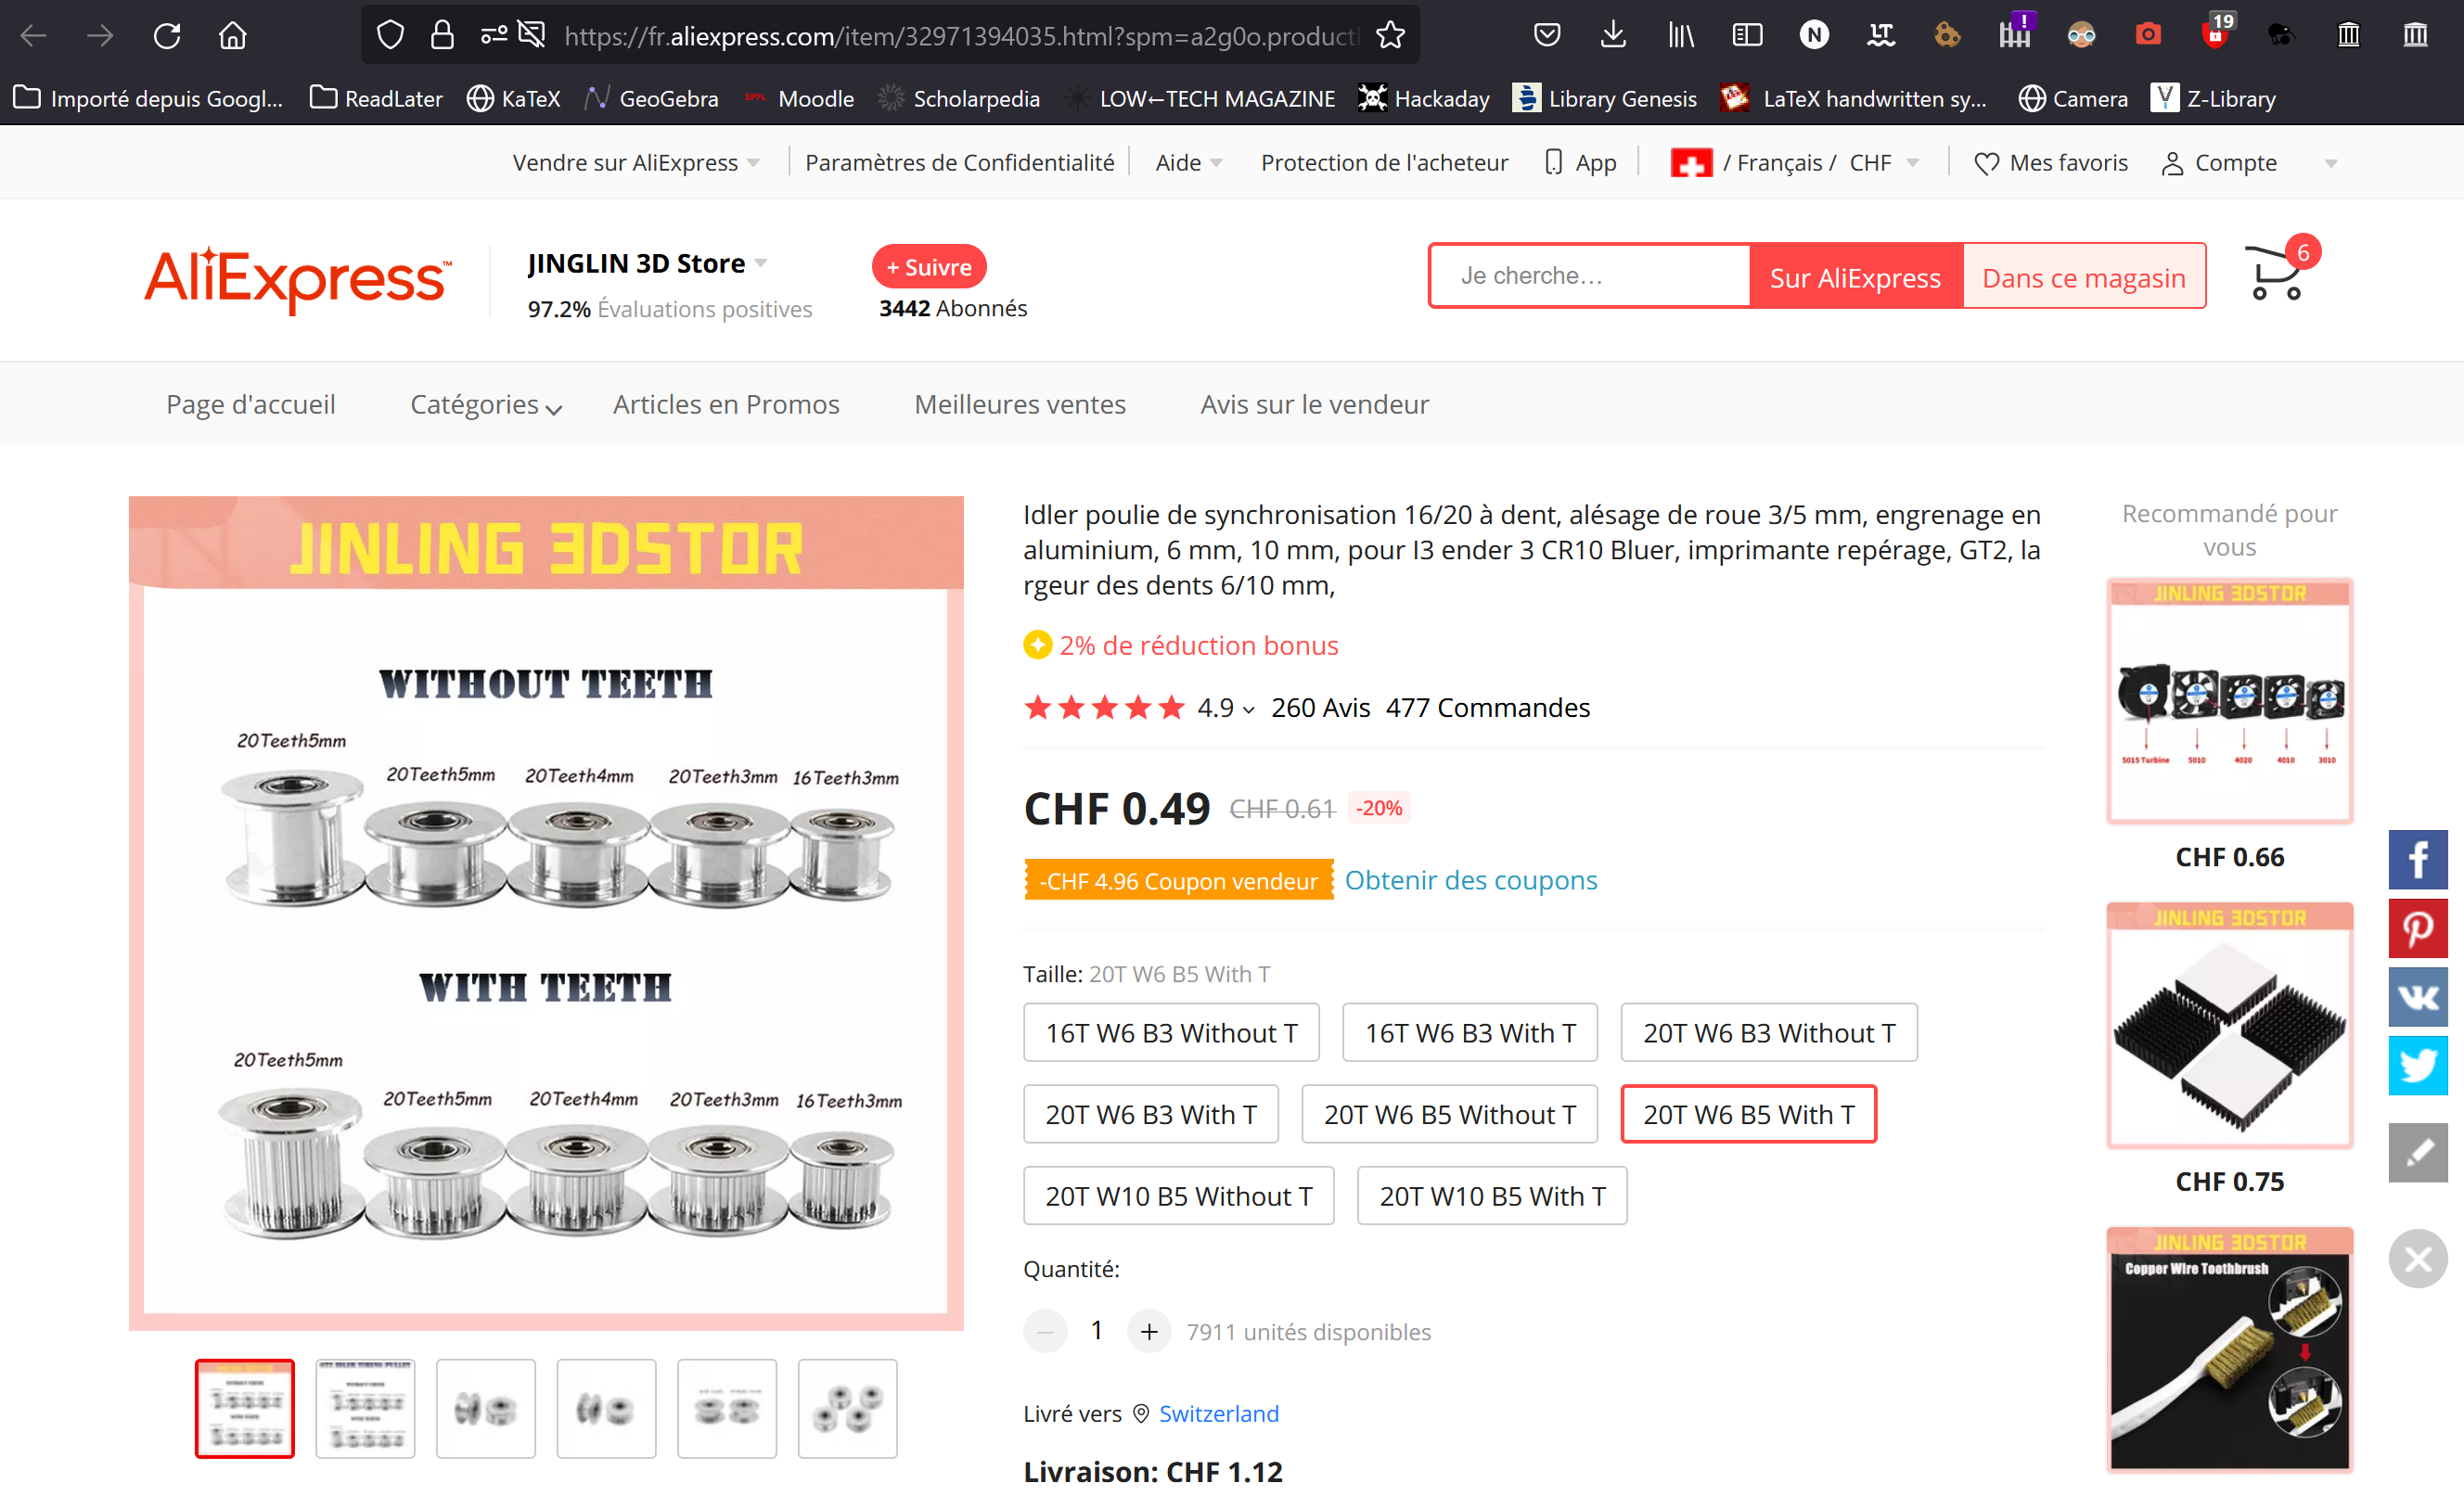 https://fr.aliexpress.com/item/32971394035.html?spm=a2g0o.productl
19
Importé depuis Googl...
ReadLater
KaTeX
GeoGebra
EPFL
Moodle
Scholarpedia
LOW←TECH MAGAZINE
Hackaday
Library Genesis
LaTeX handwritten sy...
Camera
Z-Library
Vendre sur AliExpress
Paramètres de Confidentialité
Aide
Protection de l'acheteur
App
/ Français / CHF
Mes favoris
Compte
AliExpress™
JINGLIN 3D Store
97.2% Évaluations positives
+ Suivre
3442 Abonnés
Je cherche...
Sur AliExpress
Dans ce magasin
6
Page d'accueil
Catégories
Articles en Promos
Meilleures ventes
Avis sur le vendeur
JINLING 3DSTOR
WITHOUT TEETH
20Teeth5mm
20Teeth5mm
20Teeth4mm
20Teeth3mm
16Teeth3mm
WITH TEETH
20Teeth5mm
20Teeth5mm
20Teeth4mm
20Teeth3mm
16Teeth3mm
Idler poulie de synchronisation 16/20 à dent, alésage de roue 3/5 mm, engrenage en
aluminium, 6 mm, 10 mm, pour I3 ender 3 CR10 Bluer, imprimante repérage, GT2, la
rgeur des dents 6/10 mm,
2% de réduction bonus
4.9
260 Avis
477 Commandes
CHF 0.49
CHF 0.61
-20%
-CHF 4.96 Coupon vendeur
Obtenir des coupons
Taille: 20T W6 B5 With T
16T W6 B3 Without T
16T W6 B3 With T
20T W6 B3 Without T
20T W6 B3 With T
20T W6 B5 Without T
20T W6 B5 With T
20T W10 B5 Without T
20T W10 B5 With T
Quantité:
1
7911 unités disponibles
Livré vers
Switzerland
Livraison: CHF 1.12
Recommandé pour
vous
JINLING 3DSTOR
5015 Turbine
5010
4020
4010
3010
CHF 0.66
JINLING 3DSTOR
CHF 0.75
JINLING 3DSTOR
Copper Wire Toothbrush